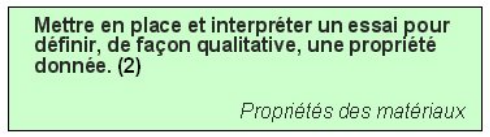 Mettre en place et interpréter un essai pour
définir, de façon qualitative, une propriété
donnée. (2)
Propriétés des matériaux